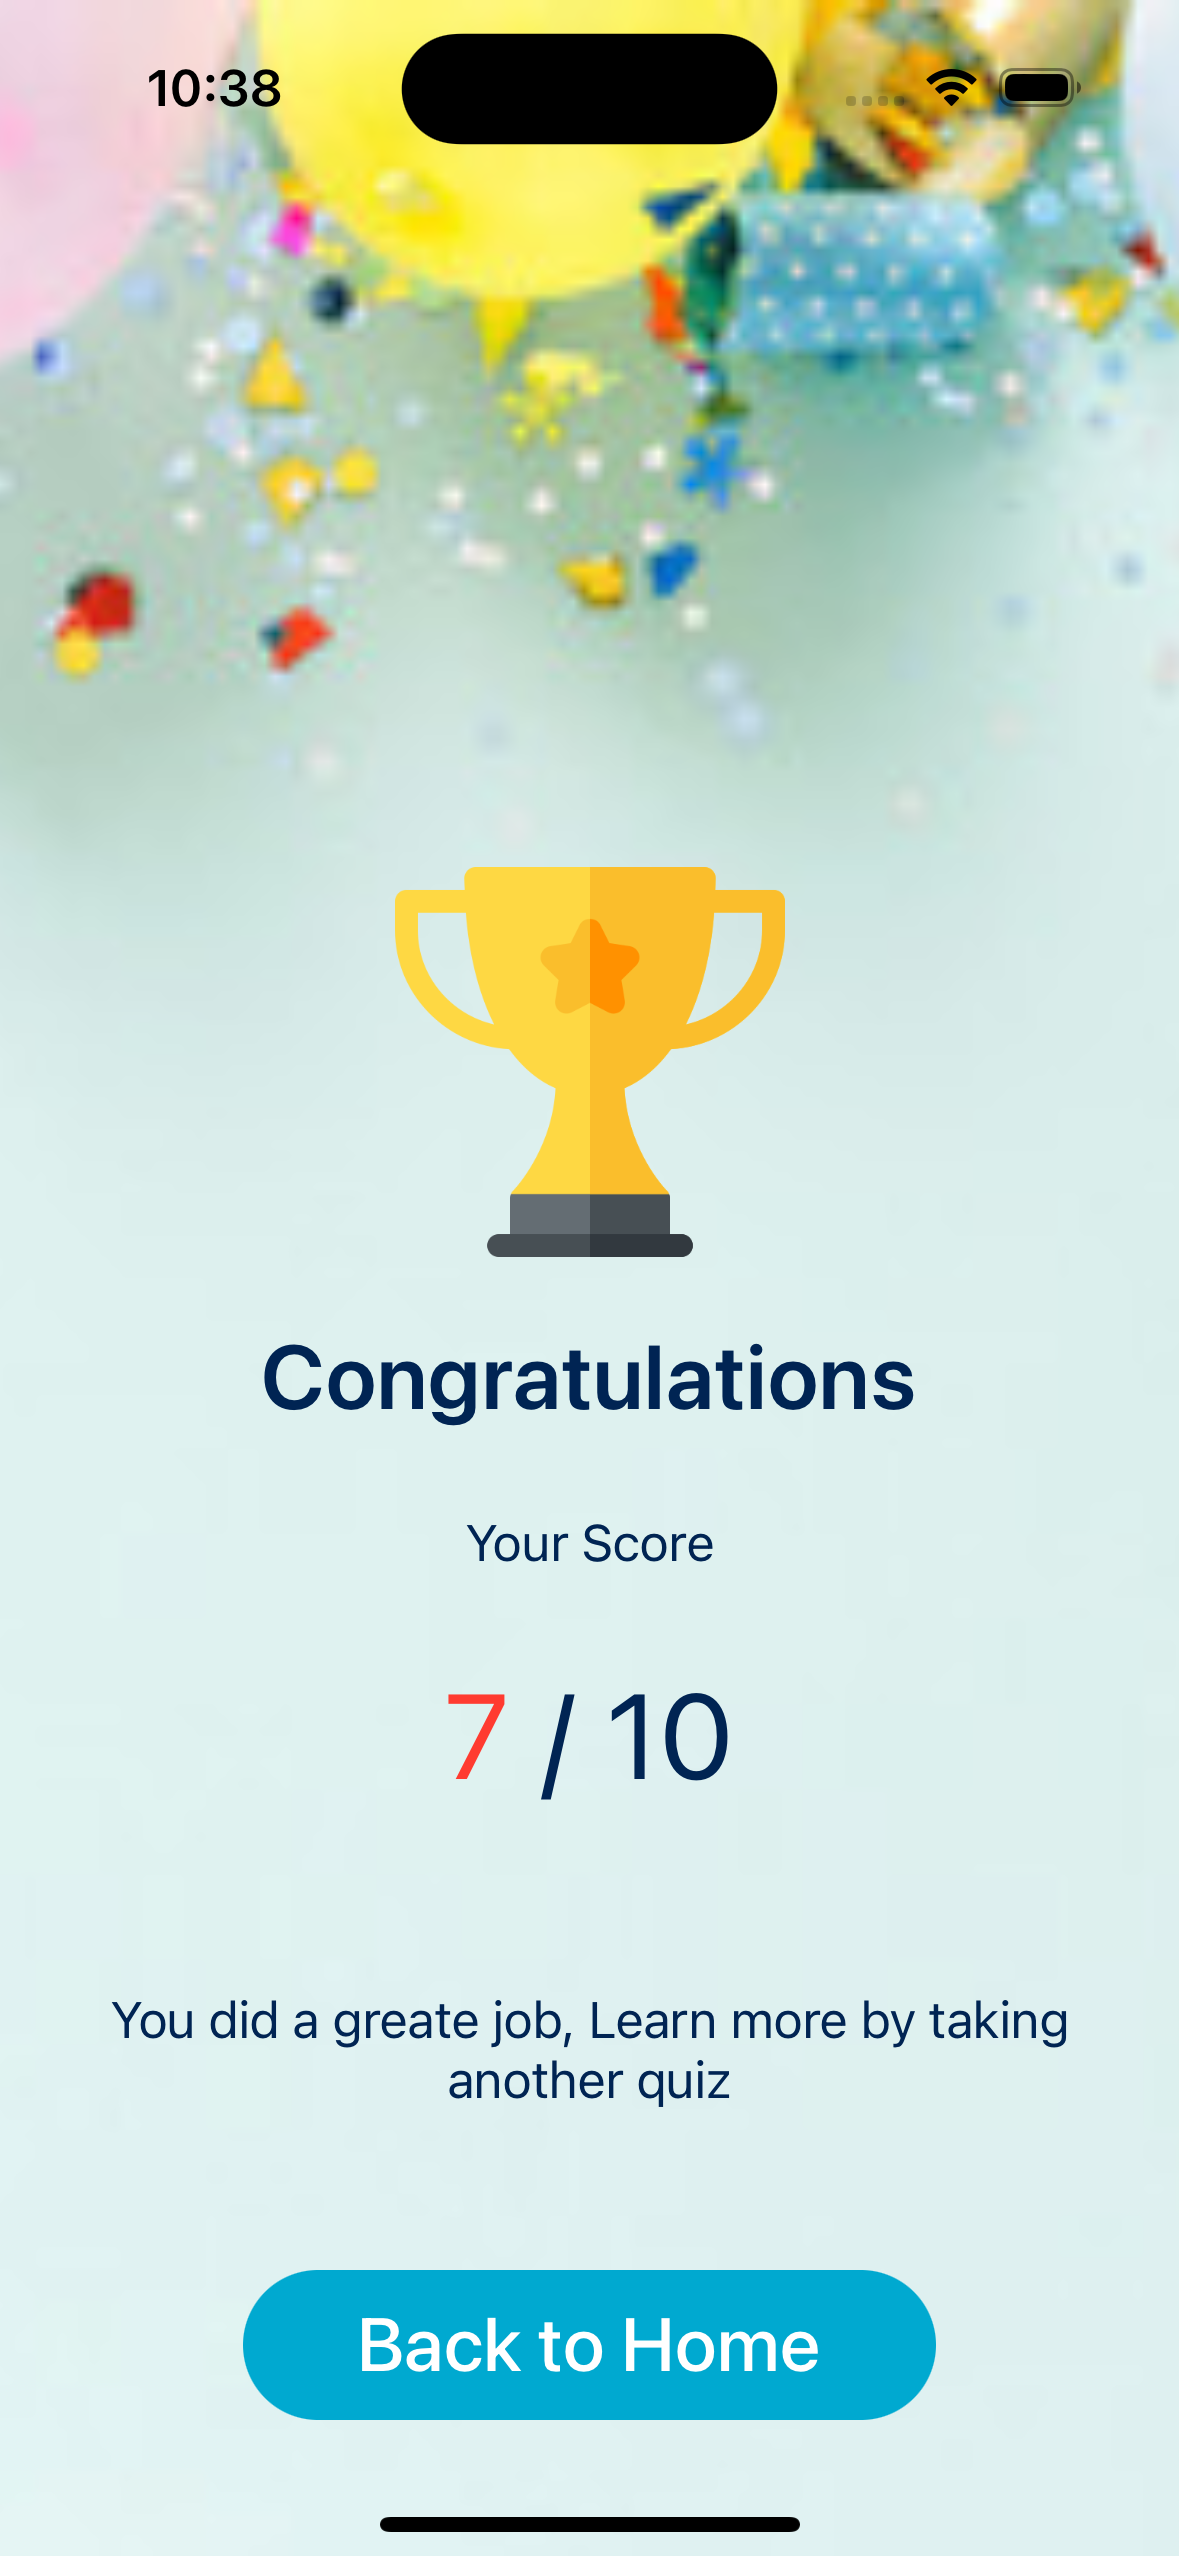 10:38
Congratulations
Your Score
7 / 10
You did a greate job, Learn more by taking
another quiz
Back to Home